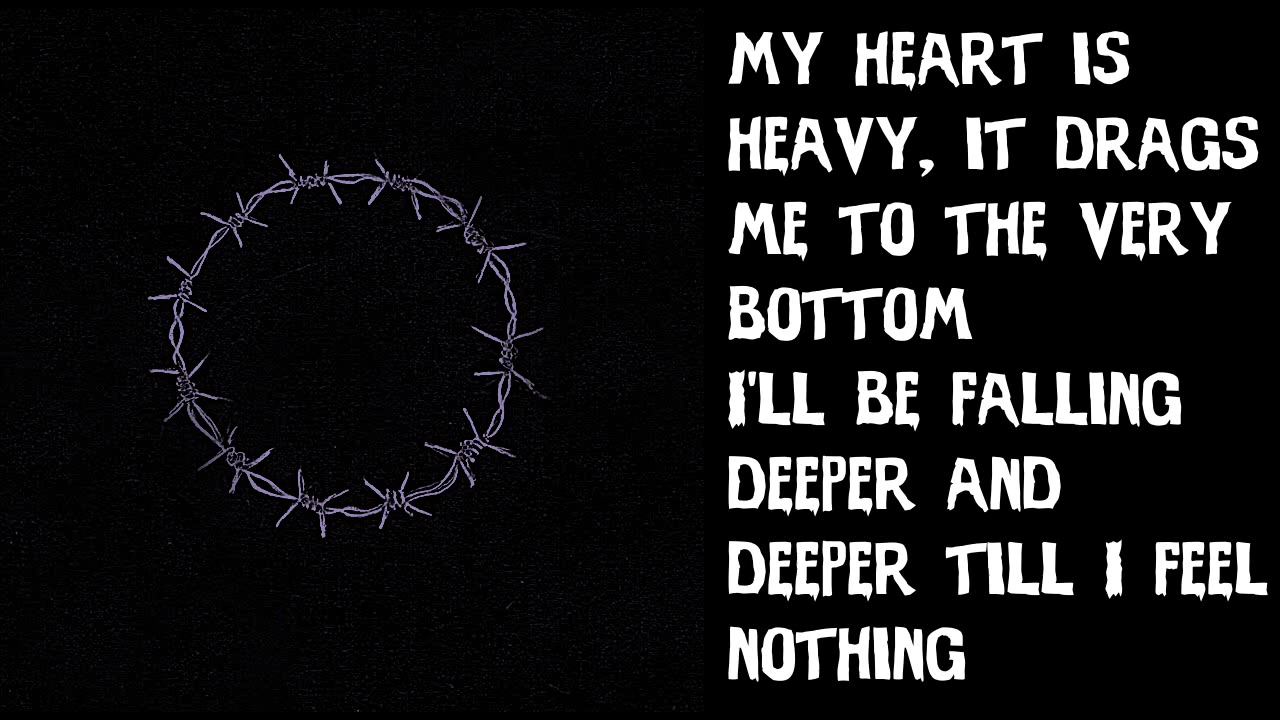 MY HEART IS
HEAVY, IT DRAGS
ME TO THE VERY
BOTTOM
I'LL BE FALLING
DEEPER AND
DEEPER TILL I FEEL
NOTHING